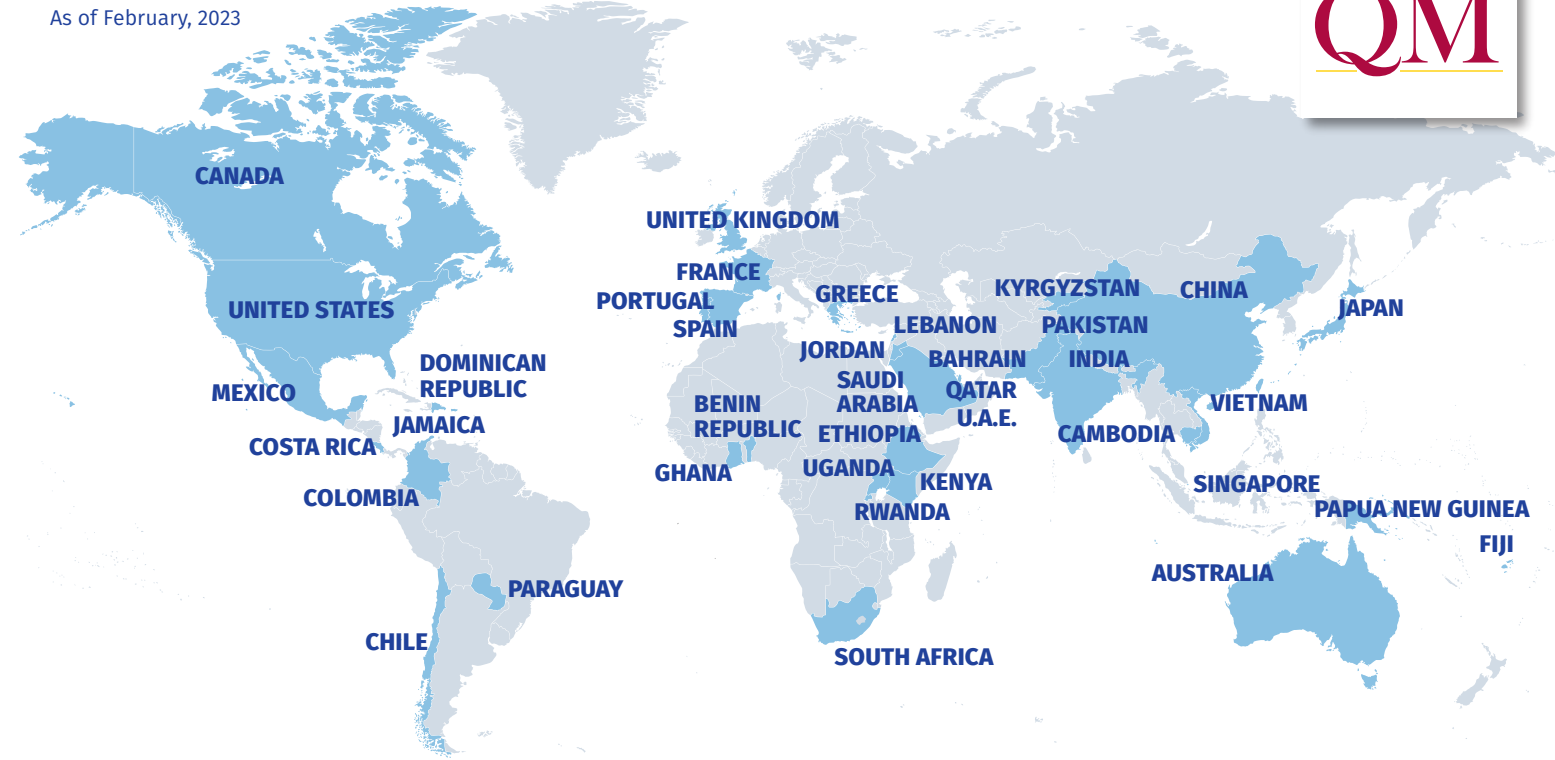 As of February, 2023
QM
CANADA
UNITED KINGDOM
FRANCE
PORTUGAL
SPAIN
GREECE
KYRGYZSTAN
CHINA
JAPAN
UNITED STATES
LEBANON
PAKISTAN
JORDAN
BAHRAIN
INDIA
DOMINICAN
REPUBLIC
MEXICO
SAUDI
ARABIA
QATAR
U.A.E.
VIETNAM
BENIN
REPUBLIC
JAMAICA
ETHIOPIA
CAMBODIA
COSTA RICA
GHANA
UGANDA
KENYA
SINGAPORE
COLOMBIA
RWANDA
PAPUA NEW GUINEA
FIJI
AUSTRALIA
PARAGUAY
CHILE
SOUTH AFRICA